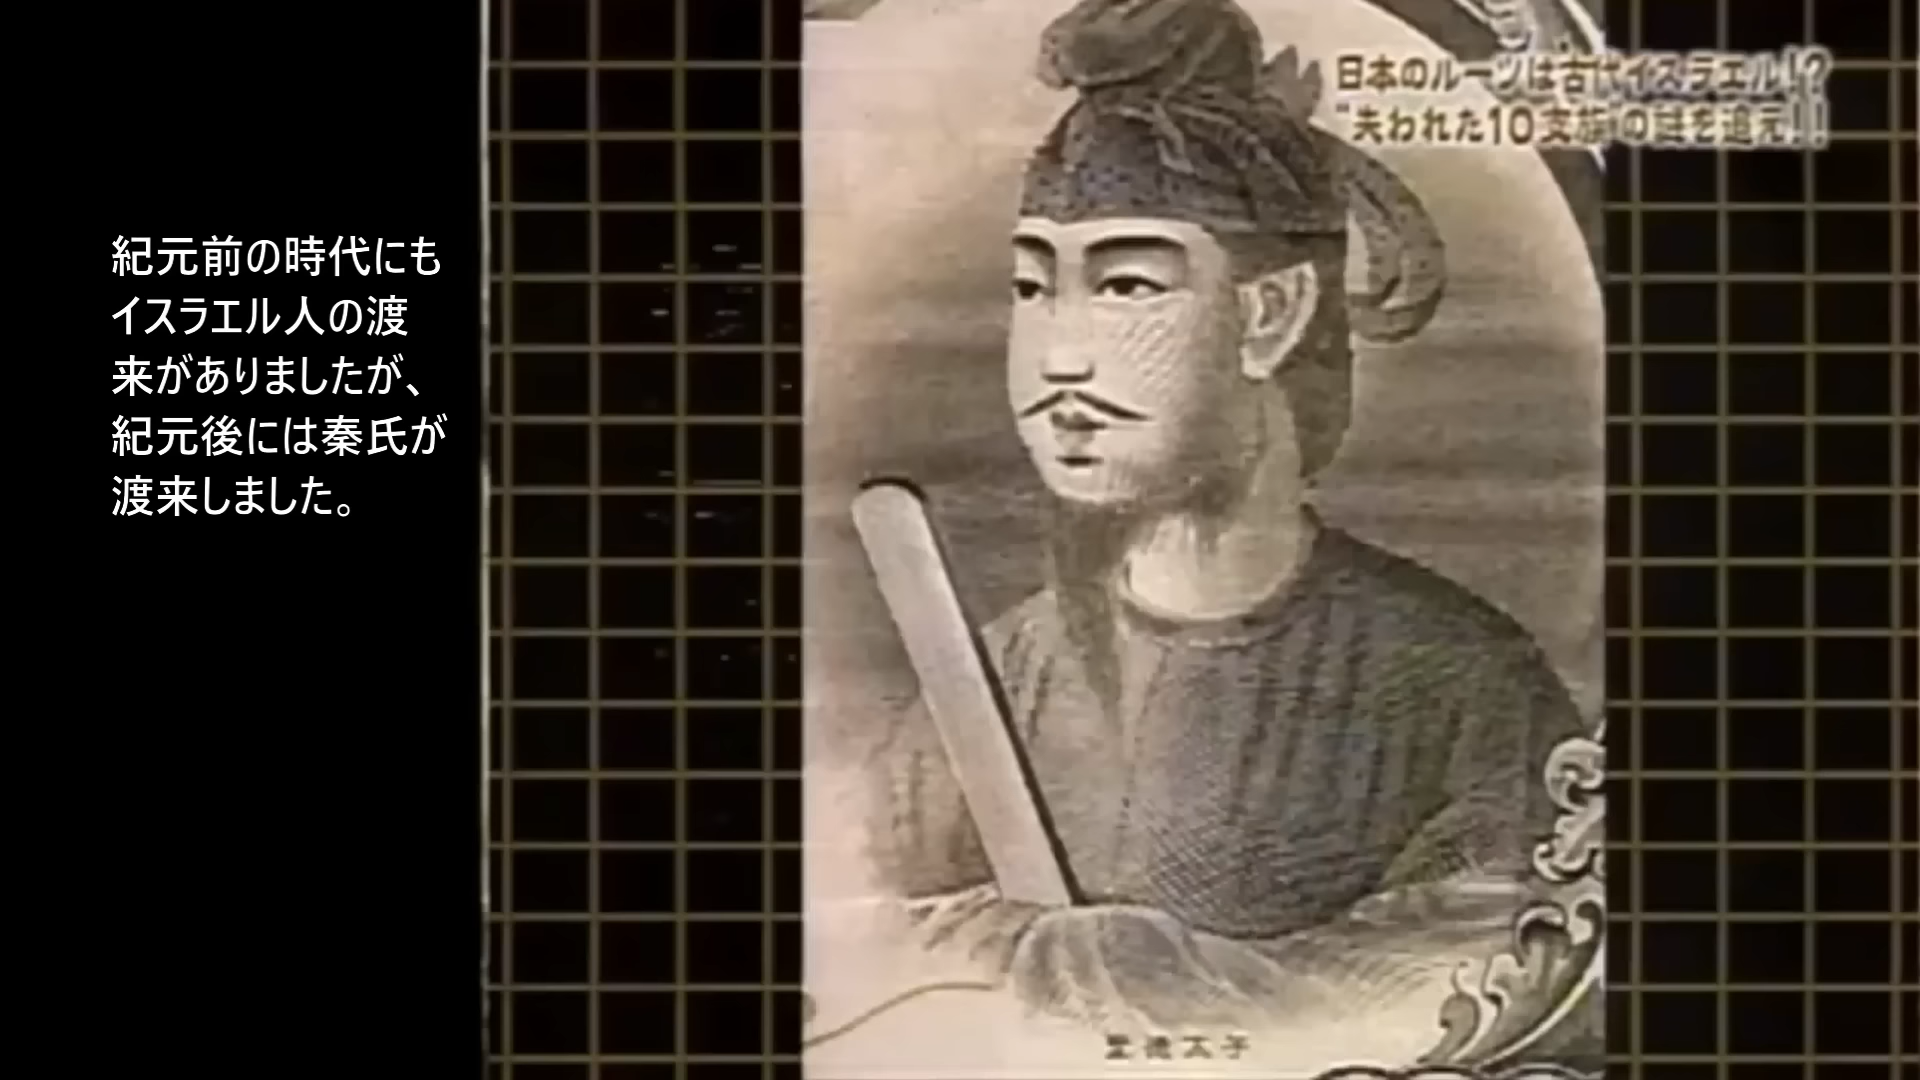 紀元前の時代にも
イスラエル人の渡
来がありましたが、
紀元後には秦氏が
渡来しました。
日本のルーツは古代イスラエル!?
"失われた10支族"の謎を追え!!
聖徳太子